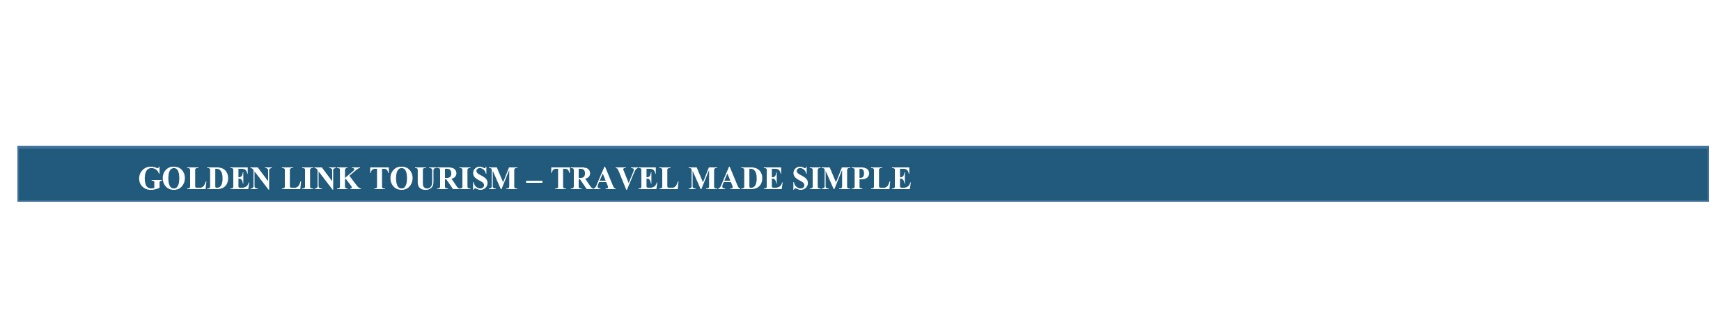 GOLDEN LINK TOURISM – TRAVEL MADE SIMPLE